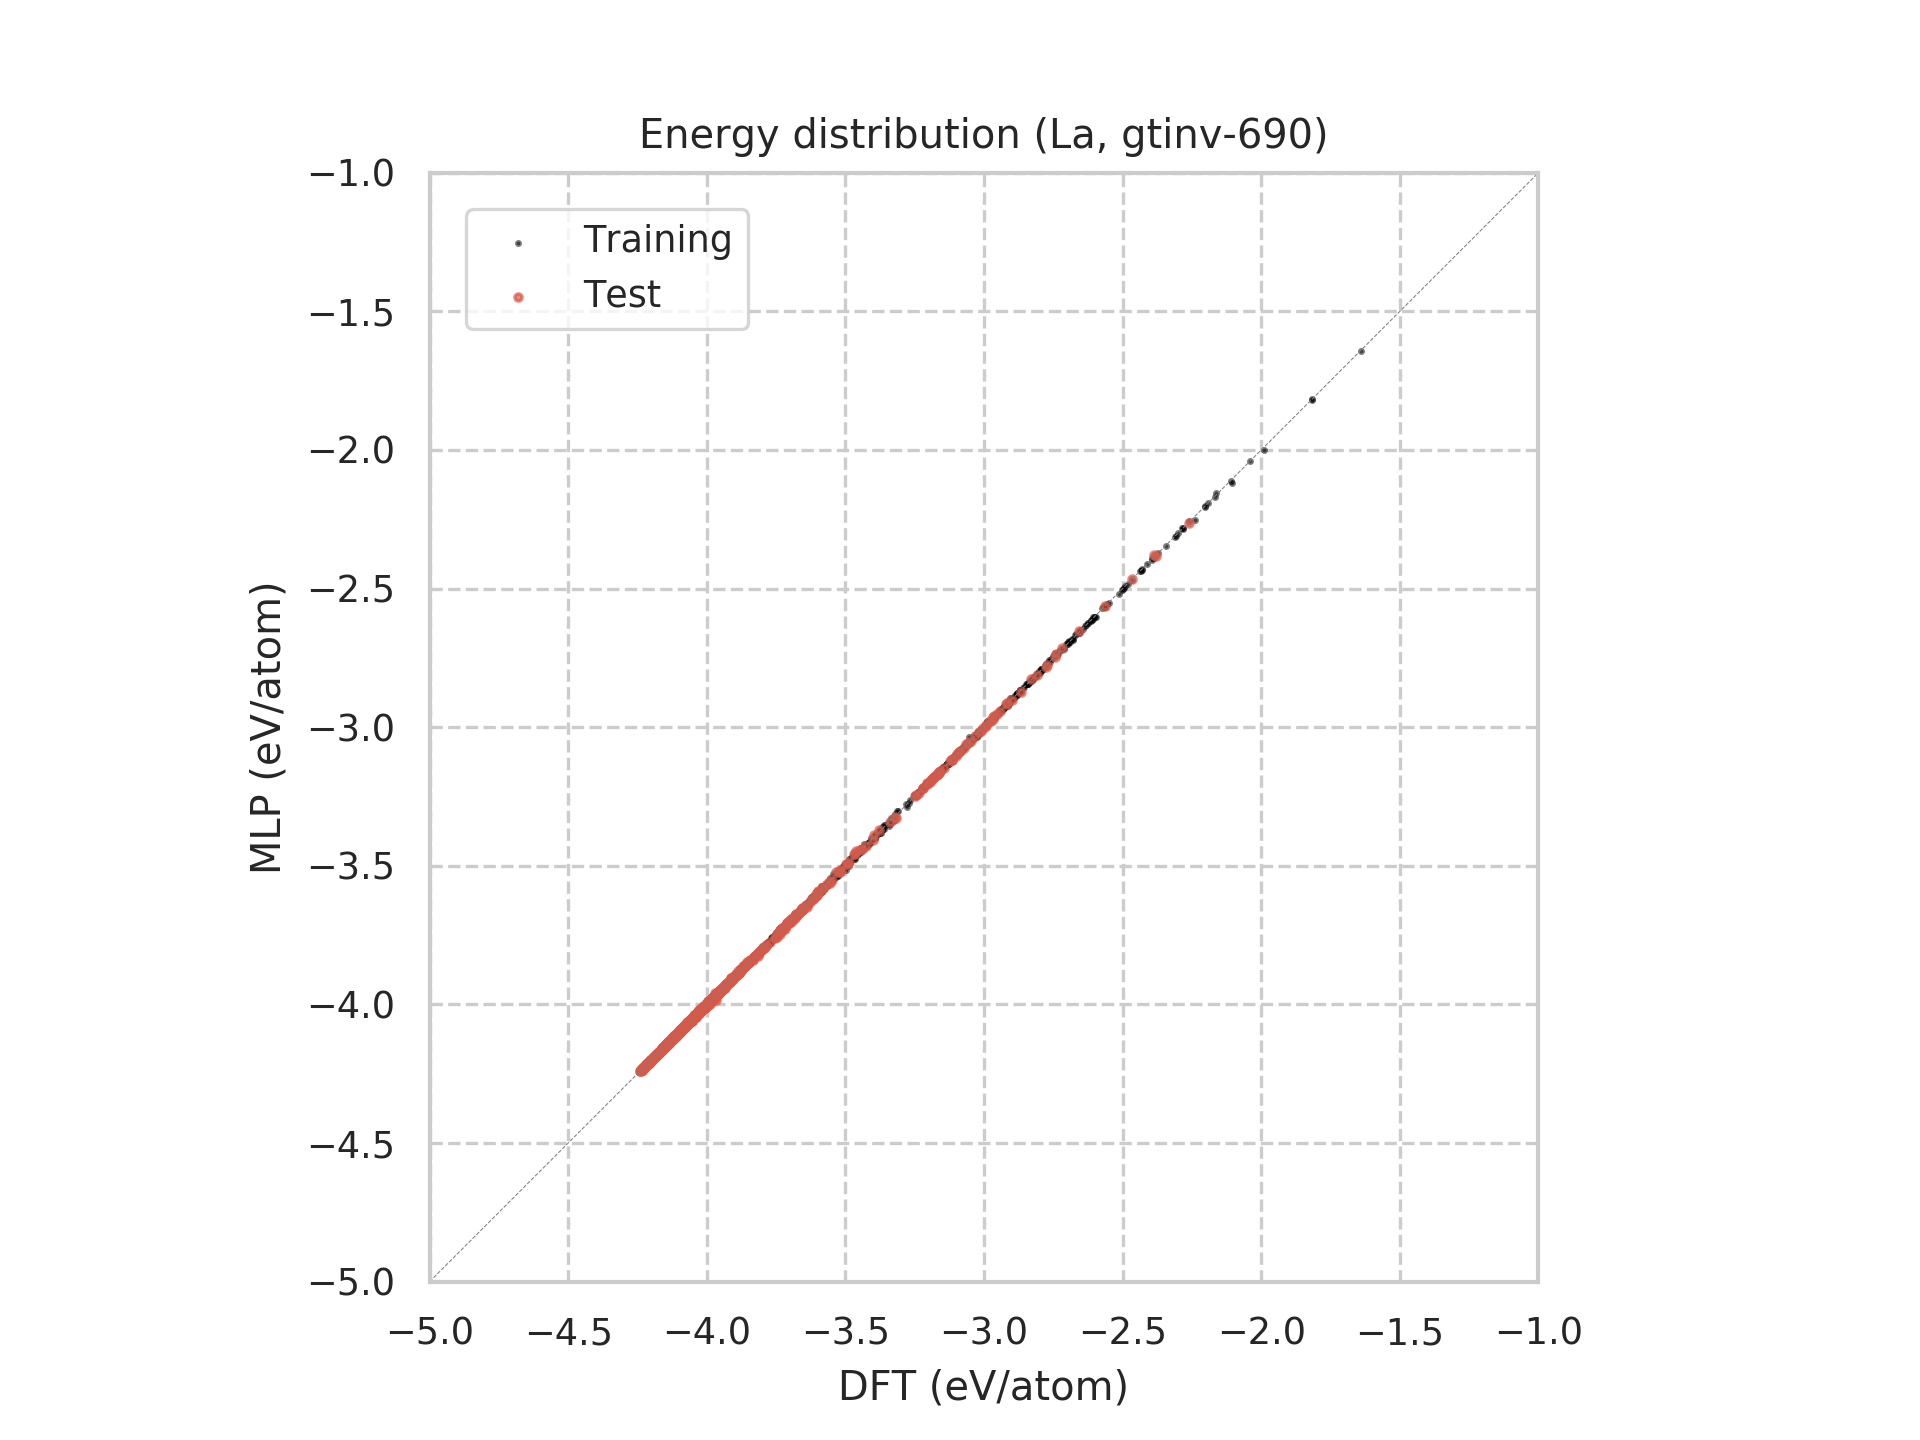 Energy distribution (La, gtinv-690)
−1.0
Training
Test
−1.5
−2.0
−2.5
−3.0
−3.5
−4.0
−4.5
−5.0
MLP (eV/atom)
−5.0 −4.5 −4.0 −3.5 −3.0 −2.5 −2.0 −1.5 −1.0
DFT (eV/atom)